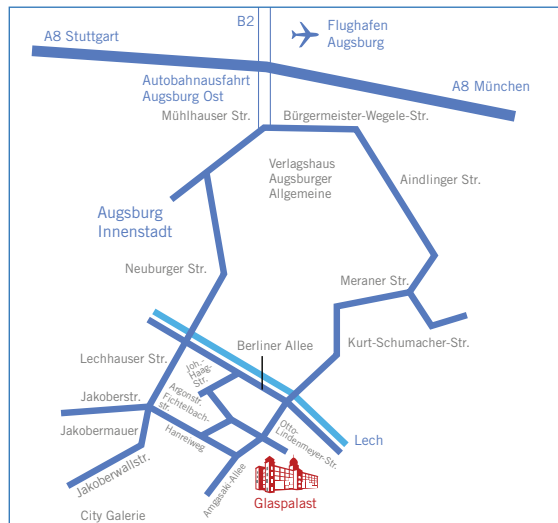 B2
Flughafen
Augsburg
A8 Stuttgart
Autobahnausfahrt
Augsburg Ost
A8 München
Mühlhauser Str.
Bürgermeister-Wegele-Str.
Verlagshaus
Augsburger
Allgemeine
Aindlinger Str.
Augsburg
Innenstadt
Neuburger Str.
Meraner Str.
Berliner Allee
Kurt-Schumacher-Str.
Lechhauser Str.
Joh.-
Haag-
Str.
Argonstr.
Fichtelbach-
str.
Jakoberstr.
Jakobermauer
Hanreiweg
Otto-
Lindenmeyer-Str.
Lech
Jakoberwallstr.
Amgasaki-Allee
Glaspalast
City Galerie